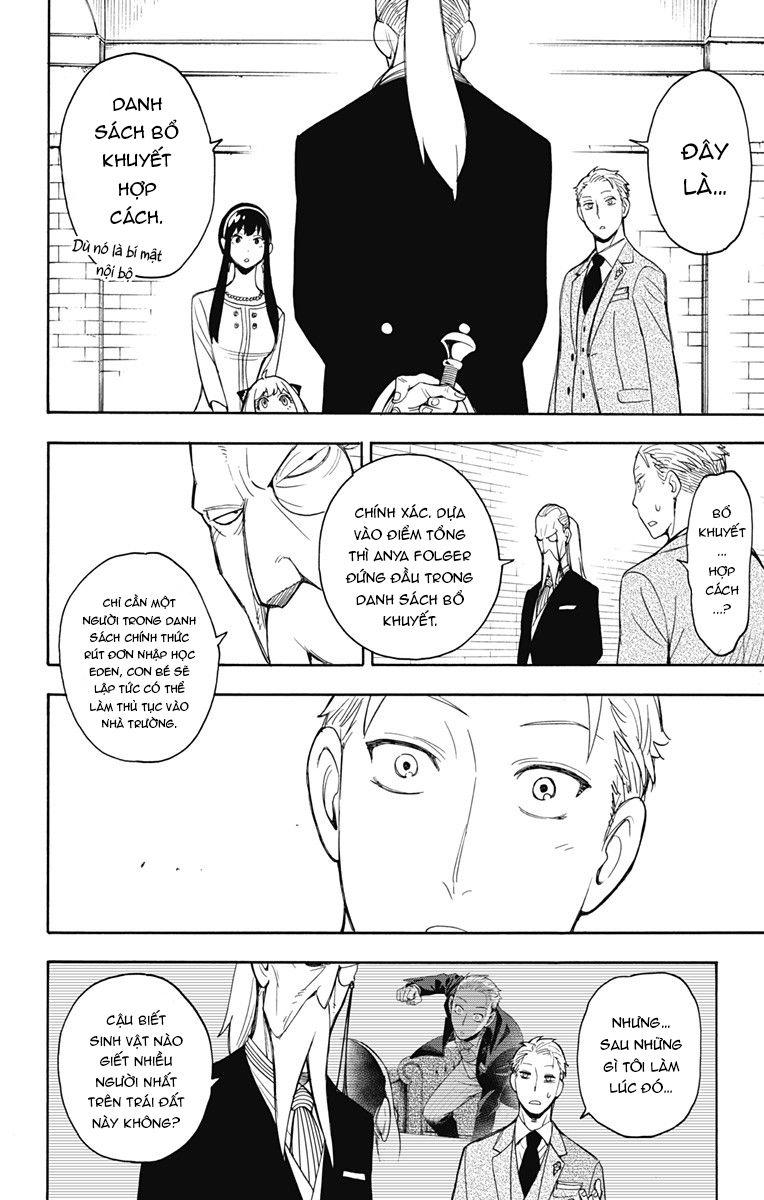 ĐÂY
LÀ...
DANH
SÁCH BỔ
KHUYẾT
HỢP
CÁCH.
Dù nó là bí mật
nội bộ
BỔ
KHUYẾT
...
HỢP
CÁCH
...?
CHÍNH XÁC. DỰA
VÀO ĐIỂM TỔNG
THÌ ANYA FOLGER
ĐỨNG ĐẦU TRONG
DANH SÁCH BỔ
KHUYẾT.
CHỈ CẦN MỘT
NGƯỜI TRONG DANH
SÁCH CHÍNH THỨC
RÚT ĐƠN NHẬP HỌC
EDEN, CON BÉ SẼ
LẬP TỨC CÓ THỂ
LÀM THỦ TỤC VÀO
NHÀ TRƯỜNG.
NHƯNG...
SAU NHỮNG
GÌ TÔI LÀM
LÚC ĐÓ...
CẬU BIẾT
SINH VẬT NÀO
GIẾT NHIỀU
NGƯỜI NHẤT
TRÊN TRÁI ĐẤT
NÀY KHÔNG?